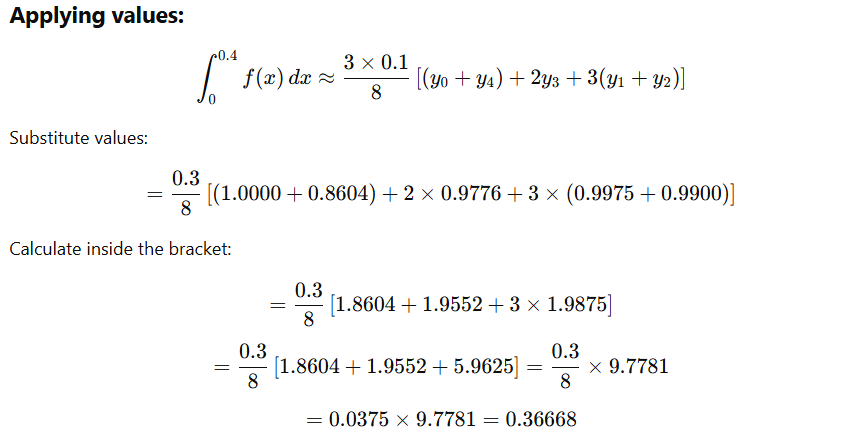 Applying values:
∫₀^0.4 f(x) dx ≈ (3 × 0.1)/8 [(y₀ + y₄) + 2y₃ + 3(y₁ + y₂)]
Substitute values:
= 0.3/8 [(1.0000 + 0.8604) + 2 × 0.9776 + 3 × (0.9975 + 0.9900)]
Calculate inside the bracket:
= 0.3/8 [1.8604 + 1.9552 + 3 × 1.9875]
= 0.3/8 [1.8604 + 1.9552 + 5.9625] = 0.3/8 × 9.7781
= 0.0375 × 9.7781 = 0.36668